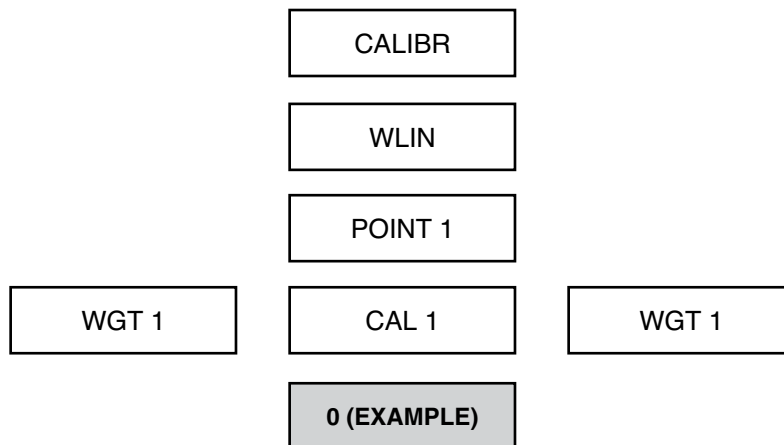 CALIBR
WLIN
POINT 1
WGT 1 CAL 1 WGT 1
0 (EXAMPLE)